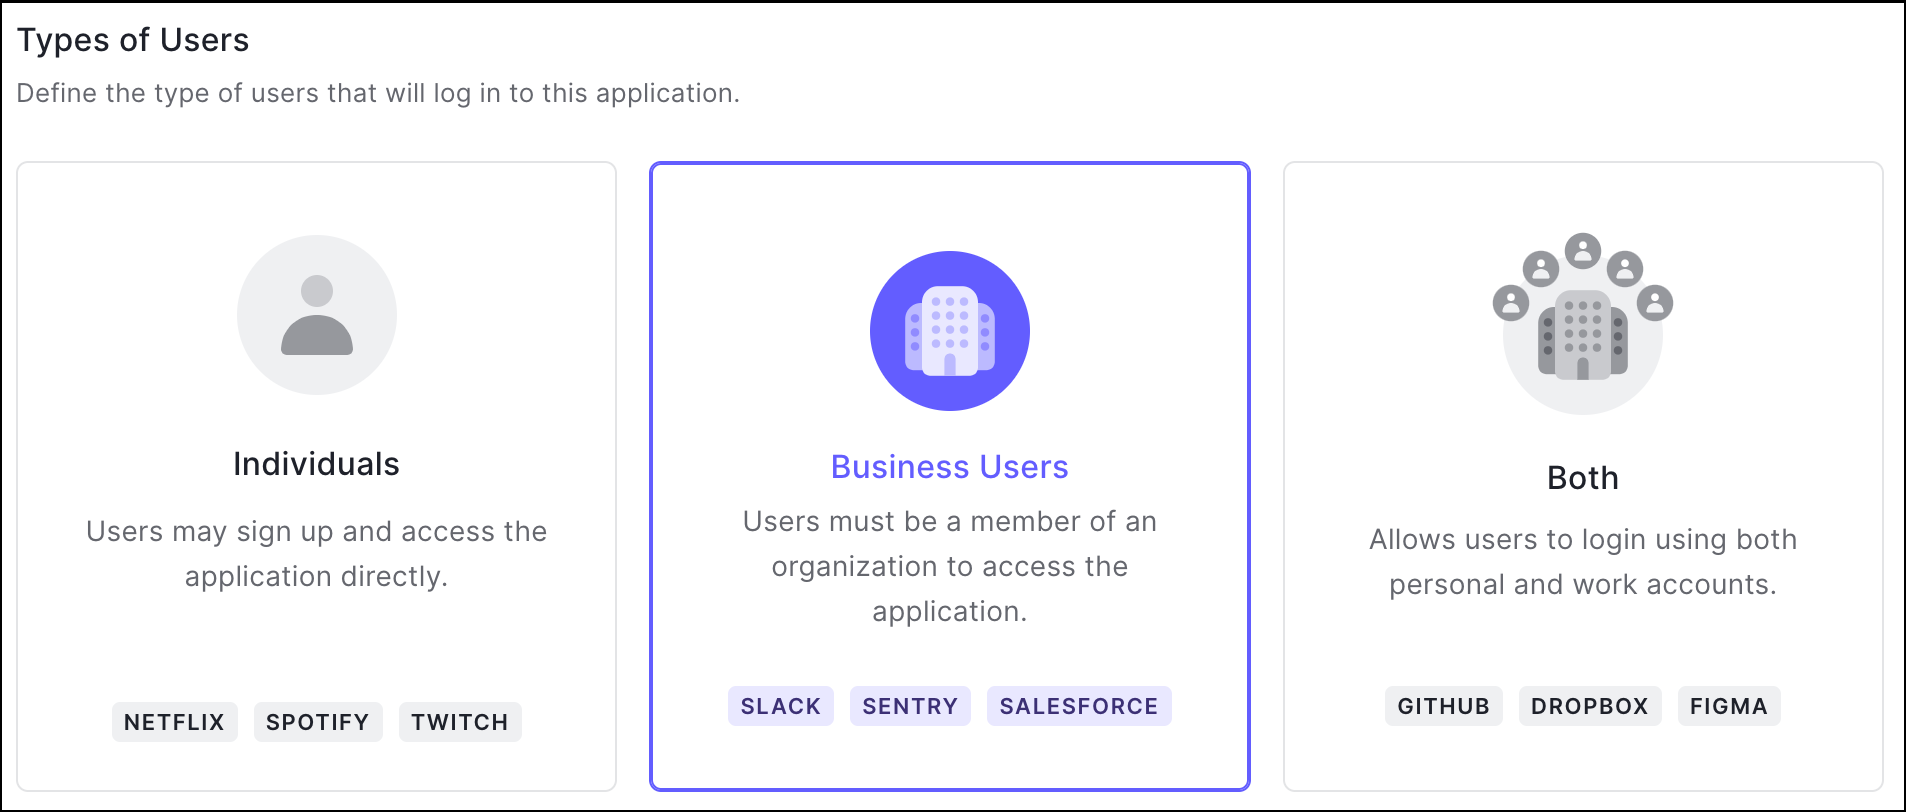 Types of Users
Define the type of users that will log in to this application.
Individuals
Users may sign up and access the
application directly.
NETFLIX SPOTIFY TWITCH
Business Users
Users must be a member of an
organization to access the
application.
SLACK SENTRY SALESFORCE
Both
Allows users to login using both
personal and work accounts.
GITHUB DROPBOX FIGMA